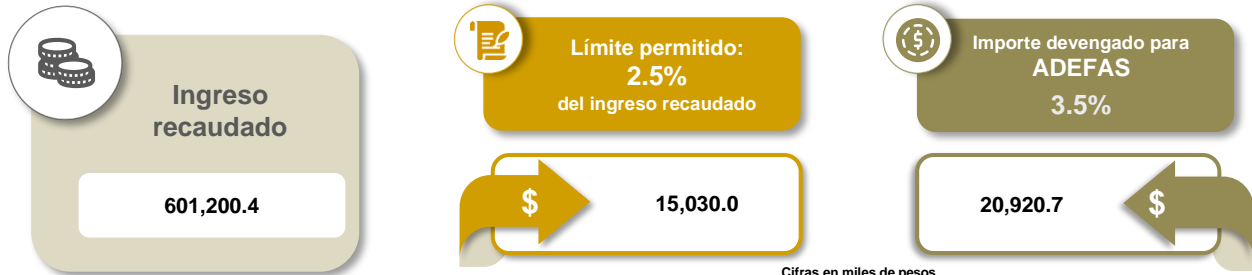 Ingreso
recaudado
601,200.4
Límite permitido:
2.5%
del ingreso recaudado
$
15,030.0
Importe devengado para
ADEFAS
3.5%
20,920.7
$
Cifras en miles de pesos